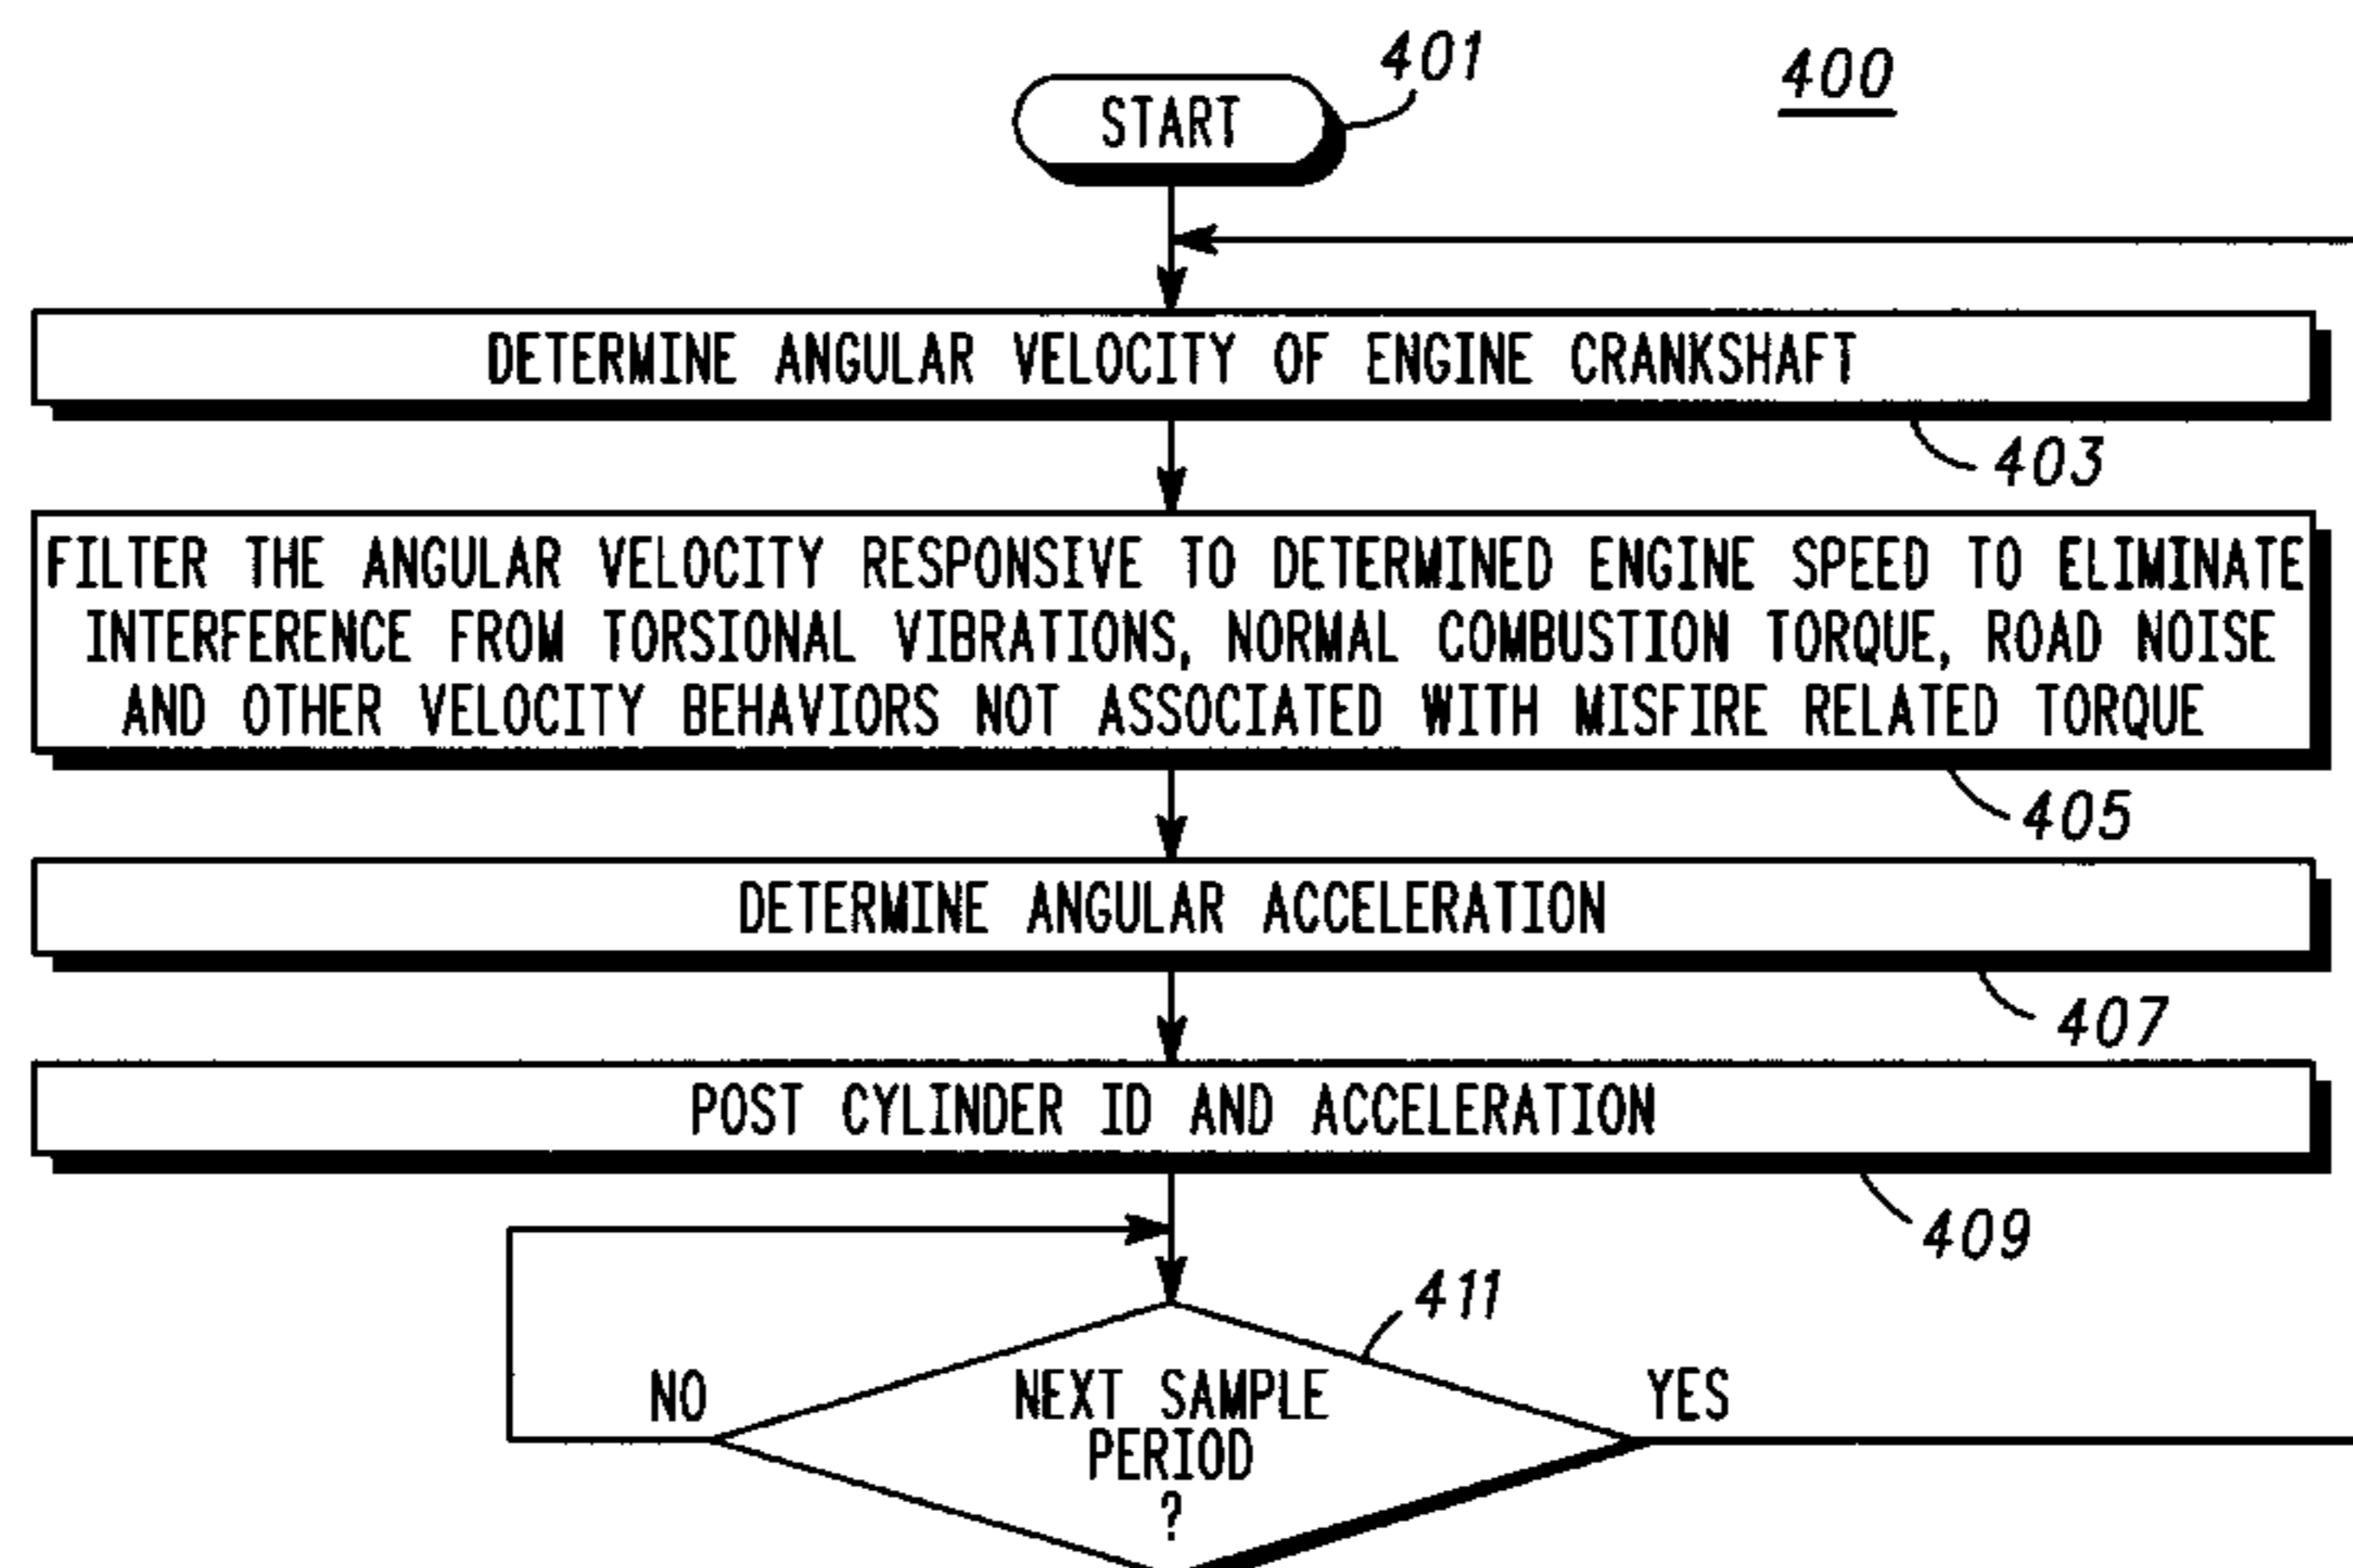 401
400
START
DETERMINE ANGULAR VELOCITY OF ENGINE CRANKSHAFT
403
FILTER THE ANGULAR VELOCITY RESPONSIVE TO DETERMINED ENGINE SPEED TO ELIMINATE
INTERFERENCE FROM TORSIONAL VIBRATIONS, NORMAL COMBUSTION TORQUE, ROAD NOISE
AND OTHER VELOCITY BEHAVIORS NOT ASSOCIATED WITH MISFIRE RELATED TORQUE
405
DETERMINE ANGULAR ACCELERATION
407
POST CYLINDER ID AND ACCELERATION
409
411
NO
NEXT SAMPLE
YES
PERIOD
?